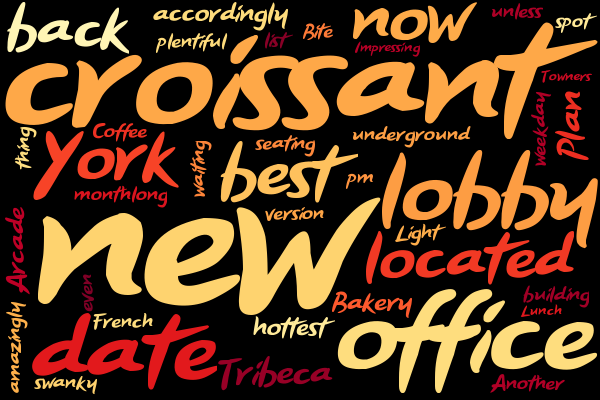 back
accordingly
plentiful
list
Bite
now
Impressing
unless
spot
croissant
Towners
thing
york
Coffee
monthlong
waiting
seating
best
pm
version
underground
weekday
Plan
lobby
Light
located
Arcade
new
even
amazingly
French
date
swanky
Tribeca
hottest
Bakery
office
building
Lunch
Another